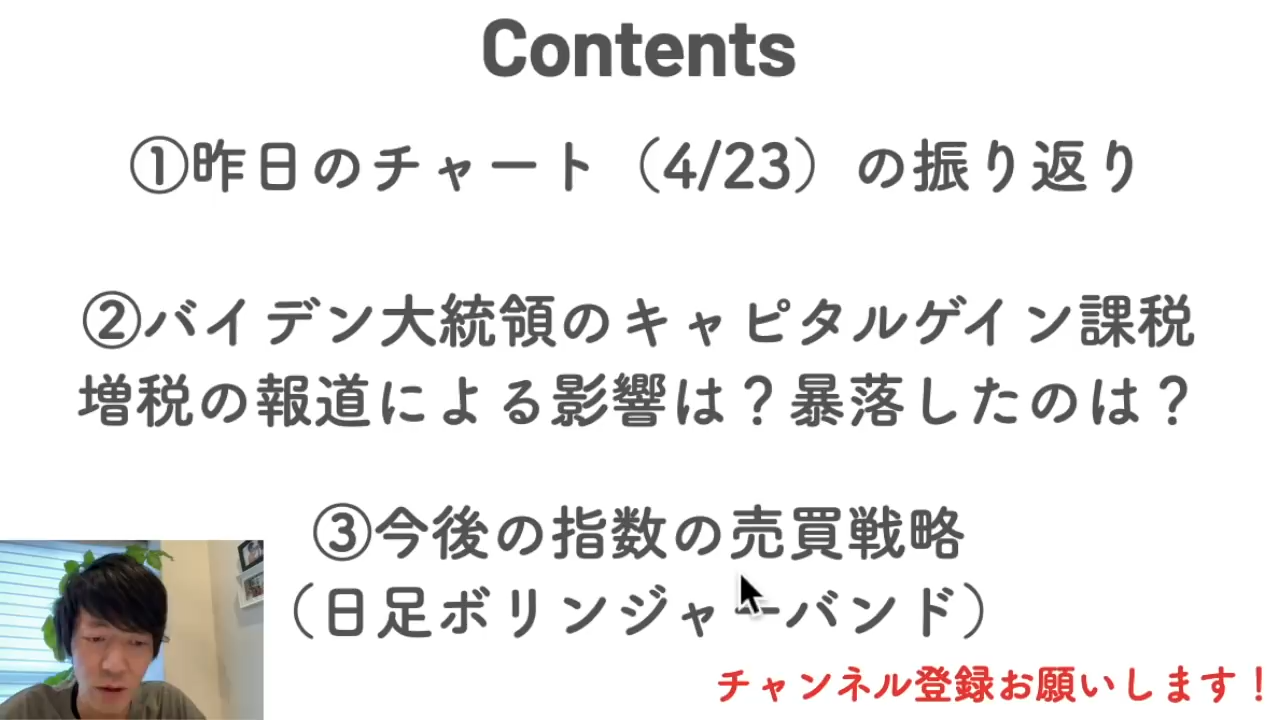 Contents
①昨日のチャート（4/23）の振り返り
②バイデン大統領のキャピタルゲイン課税
増税の報道による影響は？暴落したのは？
③今後の指数の売買戦略
（日足ボリンジャーバンド）
チャンネル登録お願いします！